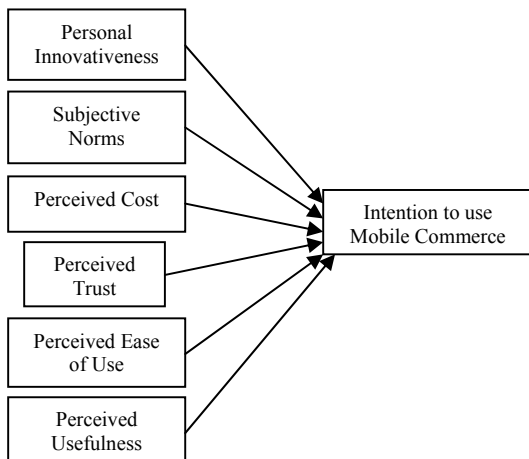 Personal
Innovativeness
Subjective
Norms
Perceived Cost
Perceived
Trust
Perceived Ease
of Use
Perceived
Usefulness
Intention to use
Mobile Commerce